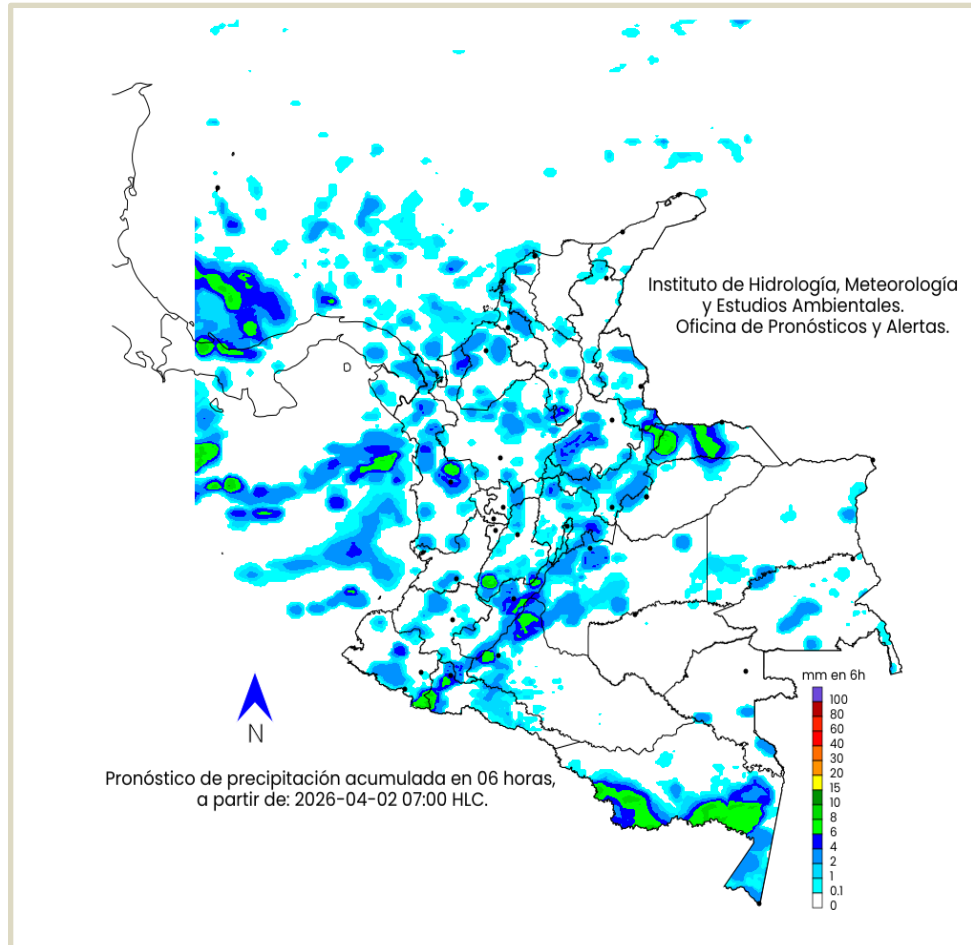 Instituto de Hidrología, Meteorología
y Estudios Ambientales.
Oficina de Pronósticos y Alertas.
N
Pronóstico de precipitación acumulada en 06 horas,
a partir de: 2026-04-02 07:00 HLC.
mm en 6h
100
80
60
40
30
20
15
10
8
6
4
2
1
0.1
0